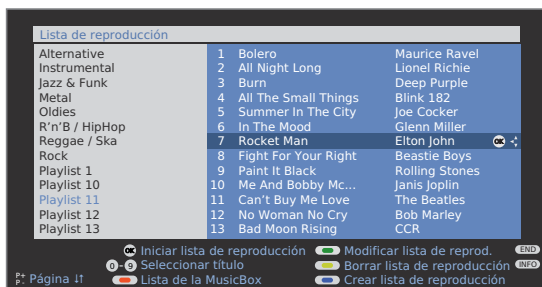 Lista de reproducción
Alternative 1 Bolero Maurice Ravel
Instrumental 2 All Night Long Lionel Richie
Jazz & Funk 3 Burn Deep Purple
Metal 4 All The Small Things Blink 182
Oldies 5 Summer In The City Joe Cocker
R'n'B / HipHop 6 In The Mood Glenn Miller
Reggae / Ska 7 Rocket Man Elton John OK
Rock 8 Fight For Your Right Beastie Boys
Playlist 1 9 Paint It Black Rolling Stones
Playlist 10 10 Me And Bobby Mc... Janis Joplin
Playlist 11 11 Can't Buy Me Love The Beatles
Playlist 12 12 No Woman No Cry Bob Marley
Playlist 13 13 Bad Moon Rising CCR
OK Iniciar lista de reproducción Modificar lista de reprod. END
0-9 Seleccionar título Borrar lista de reproducción INFO
P+ P- Página Lista de la MusicBox Crear lista de reproducción